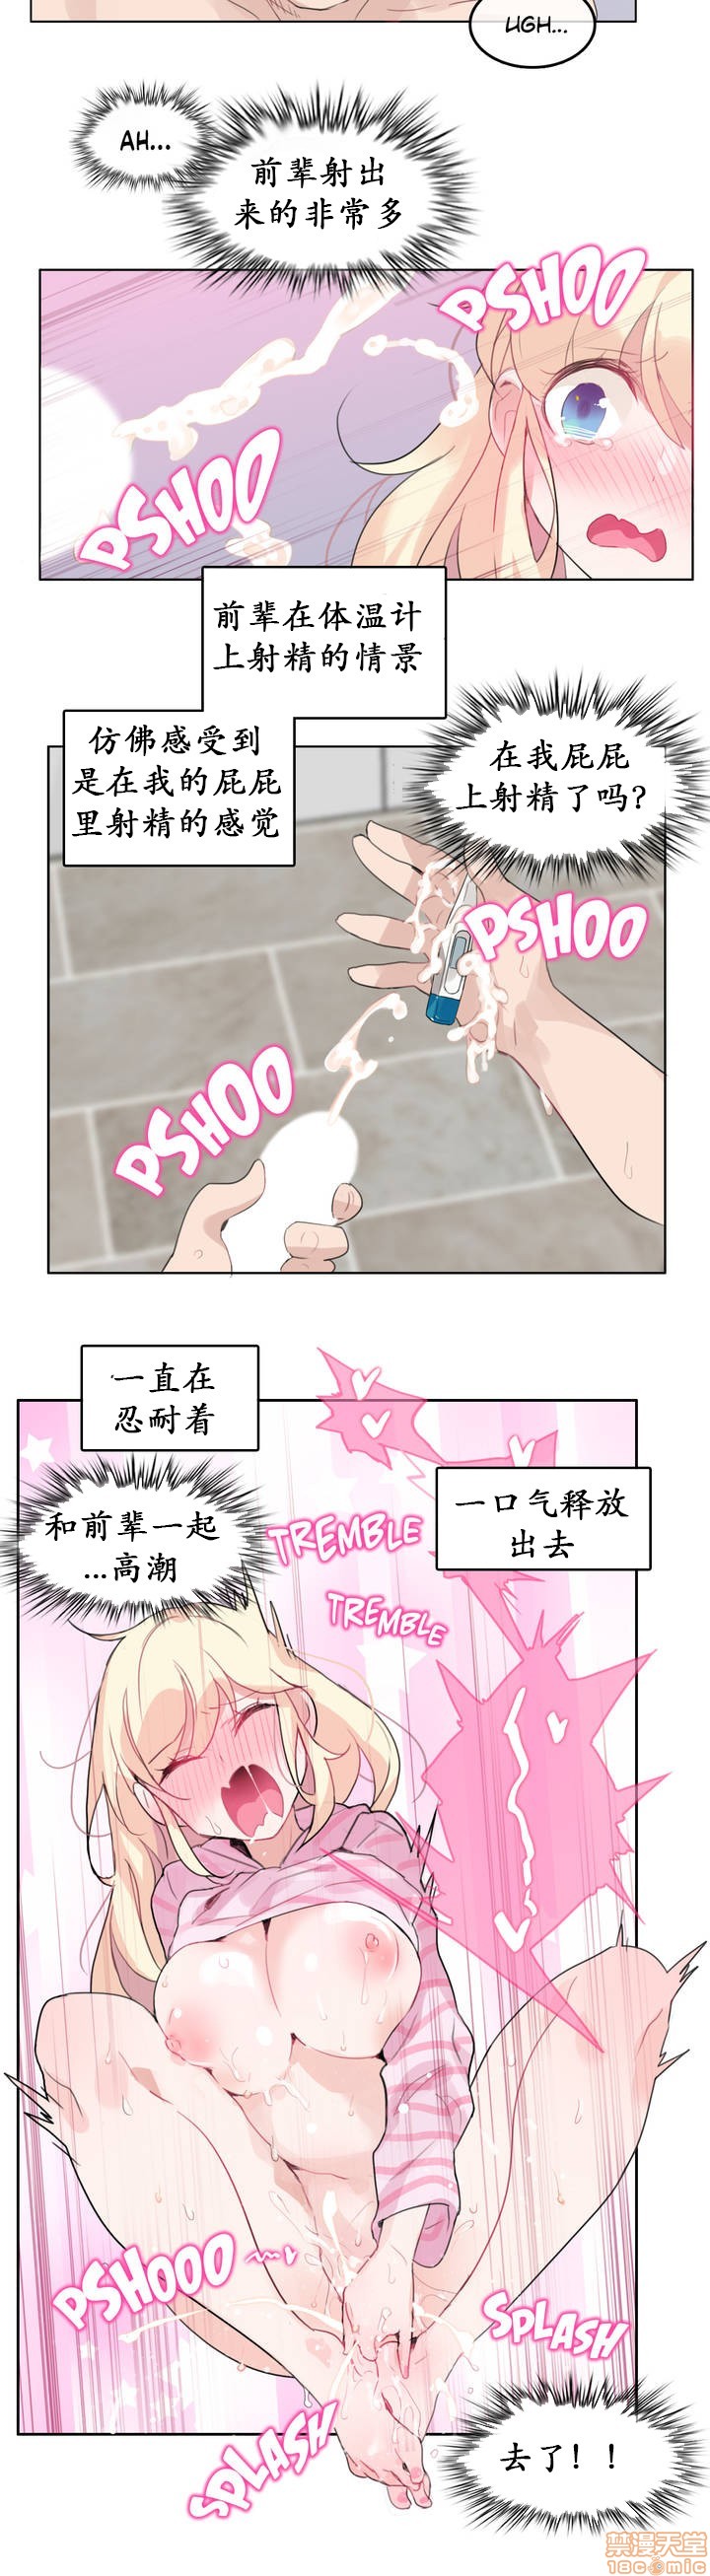 UGH...
AH...
前辈射出
来的非常多
PSHOO
PSHOO
前辈在体温计
上射精的情景
仿佛感受到
是在我的屁屁
里射精的感觉
在我屁屁
上射精了吗?
PSHOO
PSHOO
一直在
忍耐着
和前辈一起
...高潮
TREMBLE
TREMBLE
一口气释放
出去
PSHOOO
SPLASH
SPLASH
去了！！
禁漫天堂
18comic